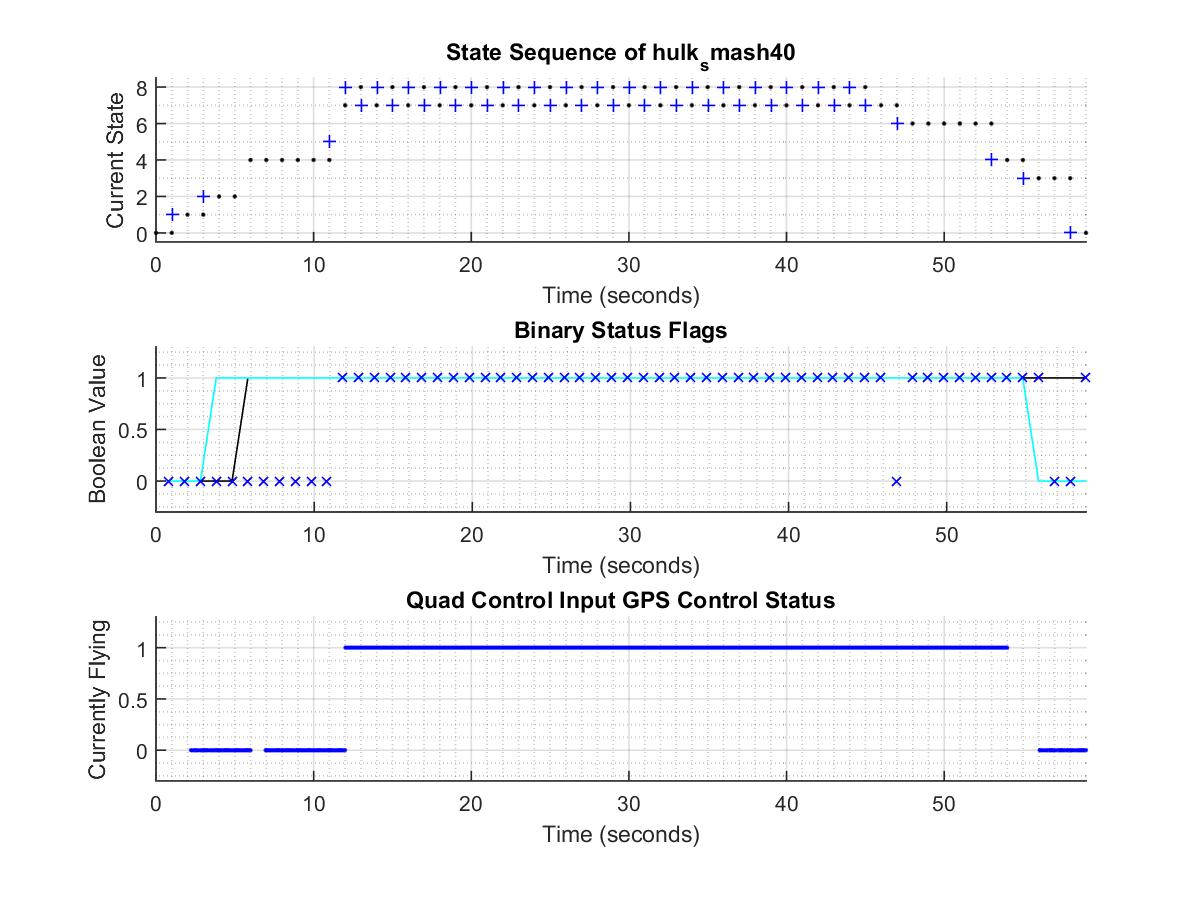 State Sequence of hulksmash40
Current State
8
6
4
2
0
0 10 20 30 40 50
Time (seconds)
Binary Status Flags
Boolean Value
1
0.5
0
0 10 20 30 40 50
Time (seconds)
Quad Control Input GPS Control Status
Currently Flying
1
0.5
0
0 10 20 30 40 50
Time (seconds)